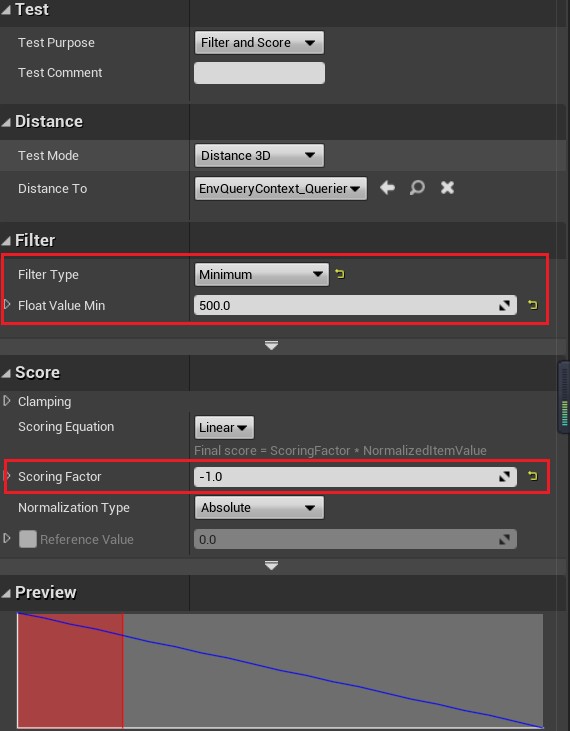 Test
Test Purpose Filter and Score
Test Comment
Distance
Test Mode Distance 3D
Distance To EnvQueryContext_Querier
Filter
Filter Type Minimum
Float Value Min 500.0
Score
Clamping
Scoring Equation Linear
Final score = ScoringFactor * NormalizedItemValue
Scoring Factor -1.0
Normalization Type Absolute
Reference Value 0.0
Preview